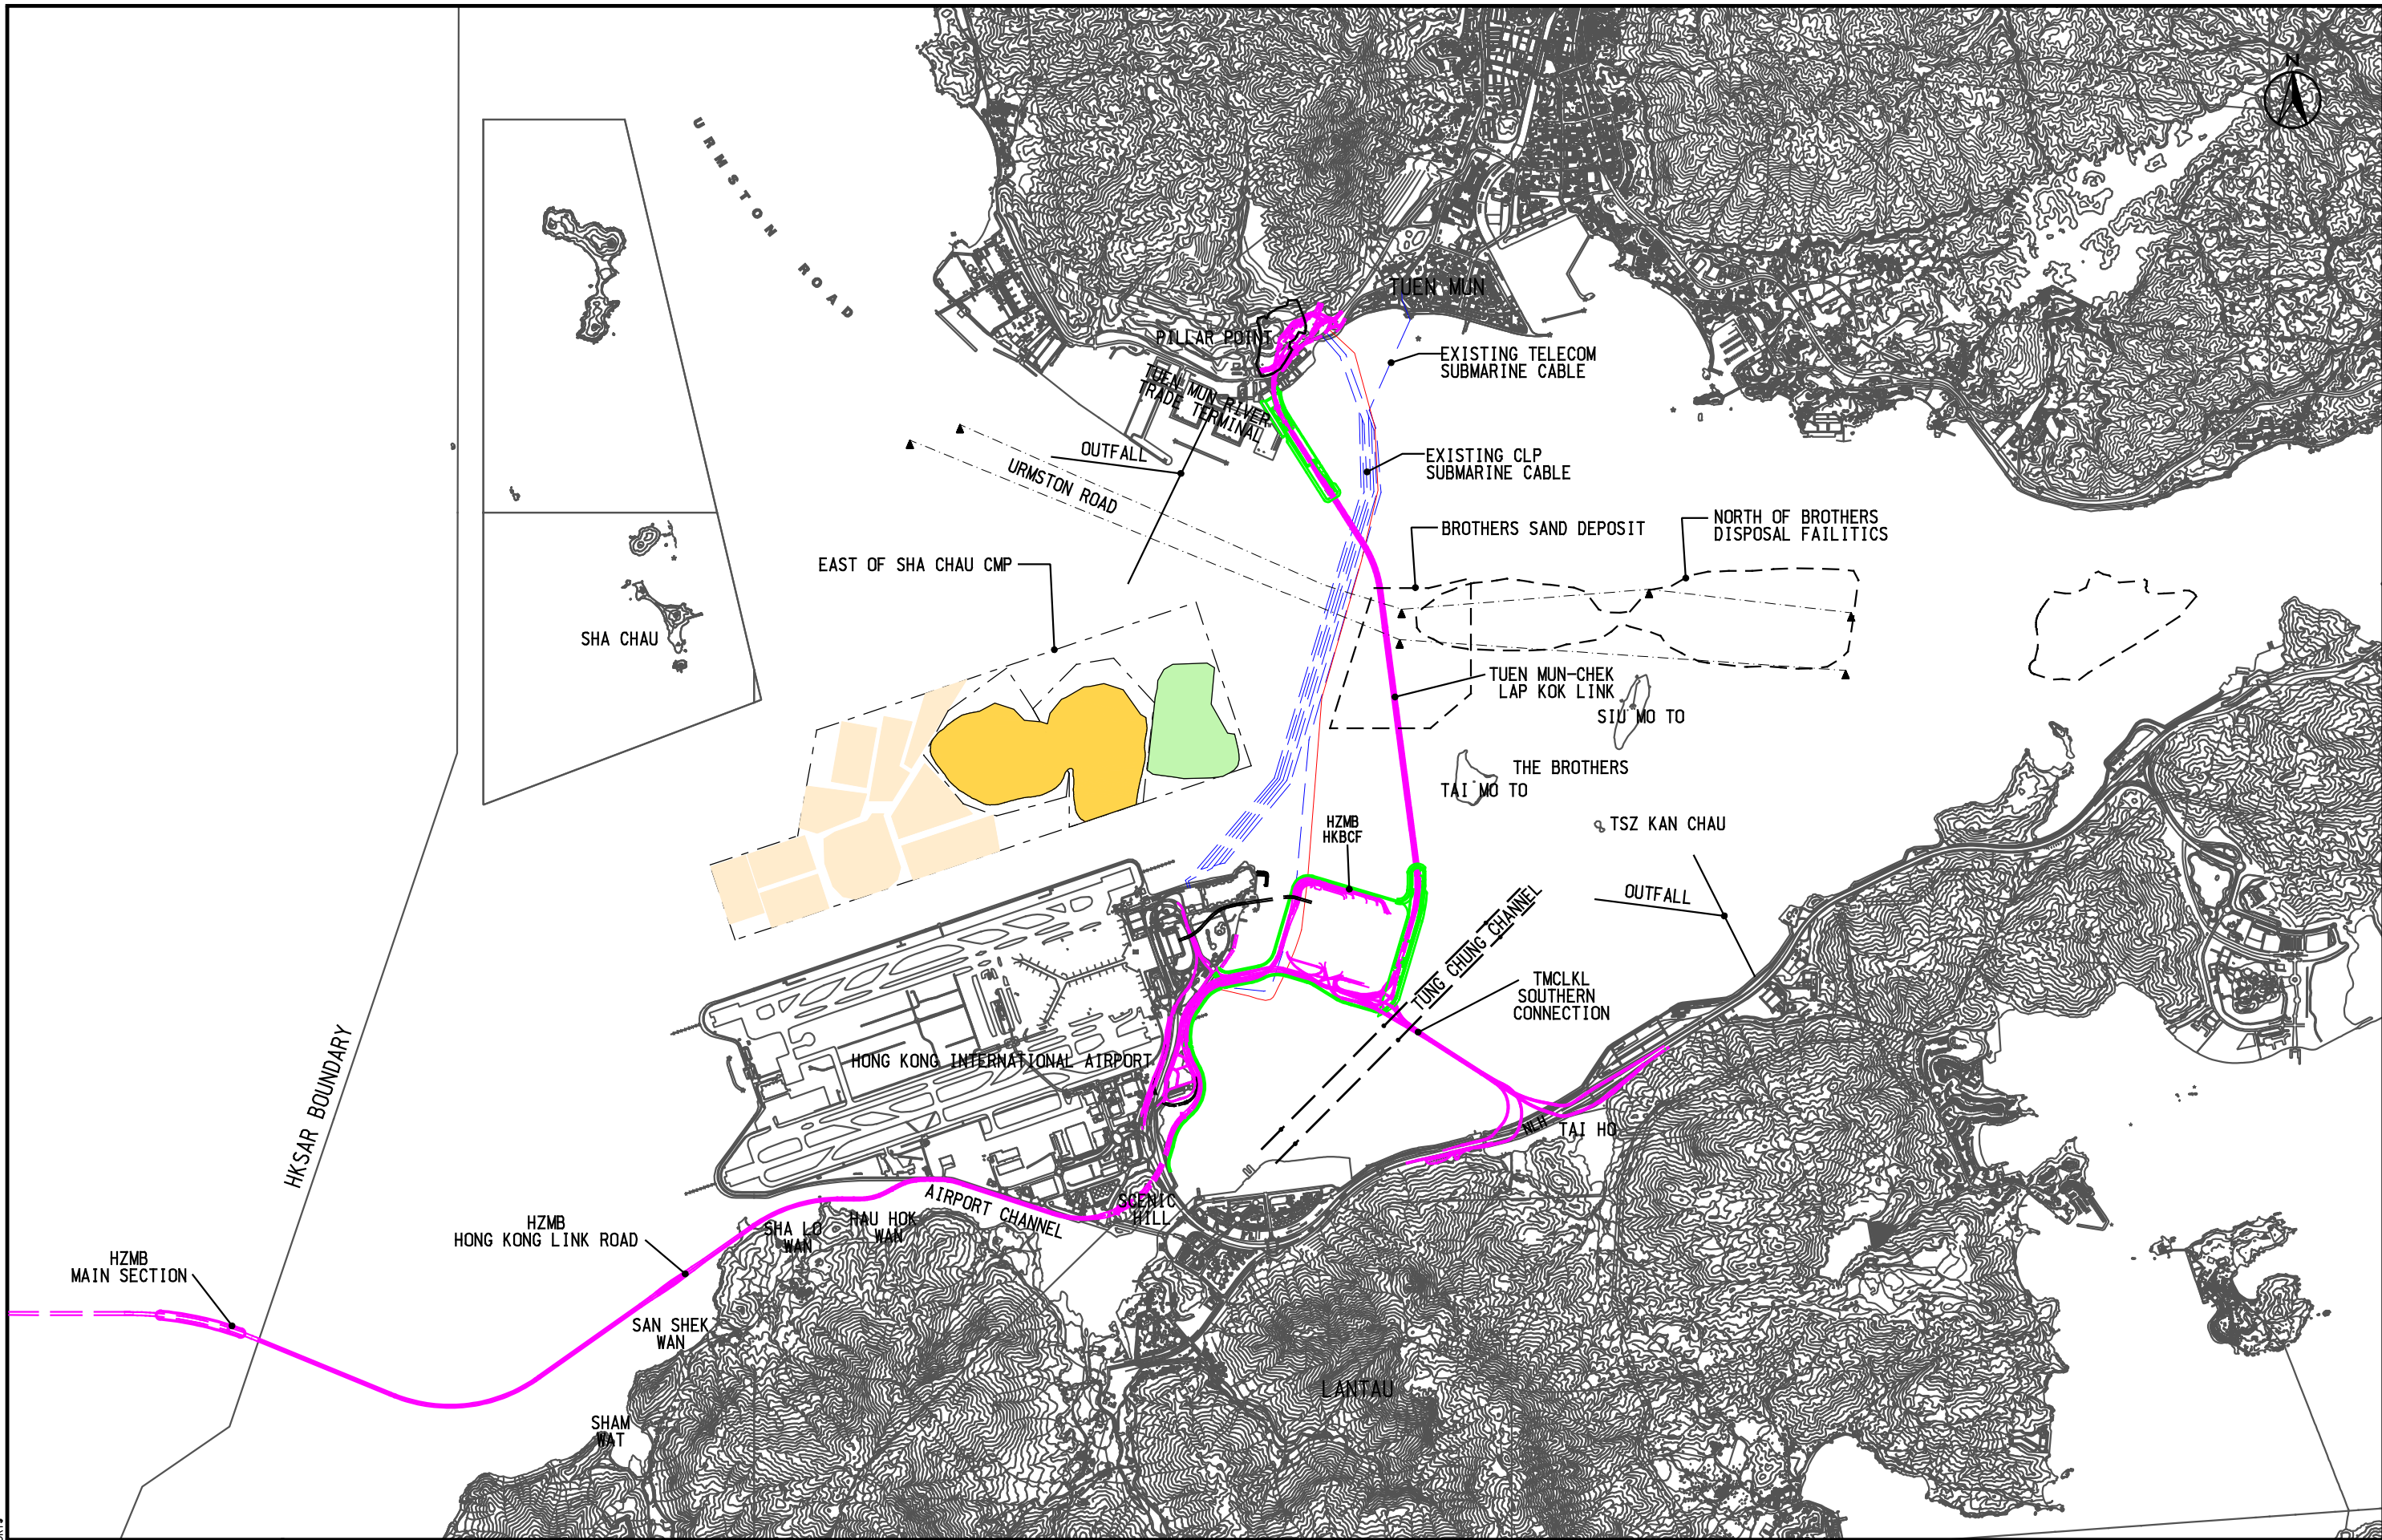 N
URMSTON ROAD
TUEN MUN
PILLAR POINT
EXISTING TELECOM
SUBMARINE CABLE
TUEN MUN RIVER
TRADE TERMINAL
OUTFALL
EXISTING CLP
SUBMARINE CABLE
URMSTON ROAD
BROTHERS SAND DEPOSIT
NORTH OF BROTHERS
DISPOSAL FAILITICS
EAST OF SHA CHAU CMP
SHA CHAU
TUEN MUN-CHEK
LAP KOK LINK
SIU MO TO
THE BROTHERS
TAI MO TO
HZMB
HKBCF
TSZ KAN CHAU
OUTFALL
TUNG CHUNG CHANNEL
TMCLKL
SOUTHERN
CONNECTION
HONG KONG INTERNATIONAL AIRPORT
HKSAR BOUNDARY
NLH
TAI HO
AIRPORT CHANNEL
SCENIC
HILL
HZMB
HONG KONG LINK ROAD
SHA LO
WAN
HAU HOK
WAN
HZMB
MAIN SECTION
SAN SHEK
WAN
LANTAU
SHAM
WAT